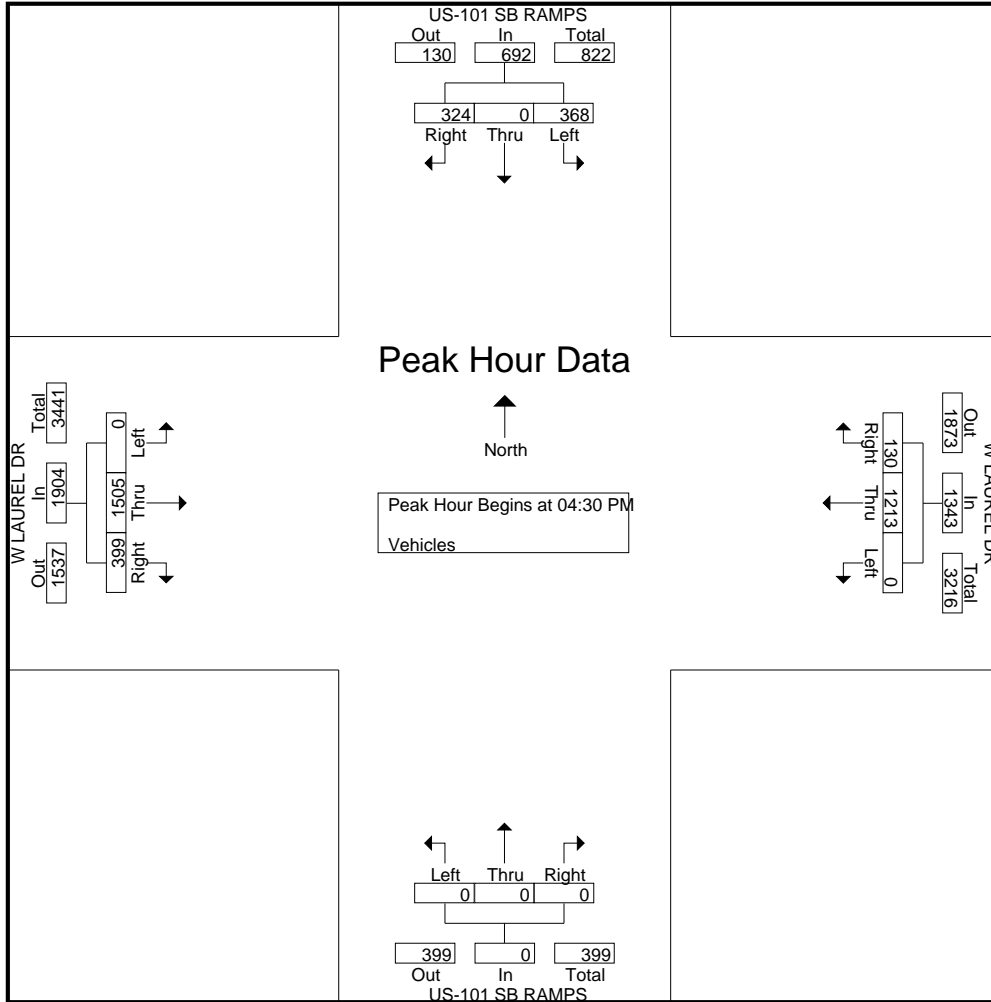 US-101 SB RAMPS
Out In Total
130 692 822
324 0 368
Right Thru Left
Peak Hour Data
North
Peak Hour Begins at 04:30 PM
Vehicles
W LAUREL DR
Out In Total
1537 1904 3441
399 1505 0
Right Thru Left
W LAUREL DR
Out In Total
1873 1343 3216
130 1213 0
Right Thru Left
Left Thru Right
0 0 0
399 0 399
Out In Total
US-101 SB RAMPS